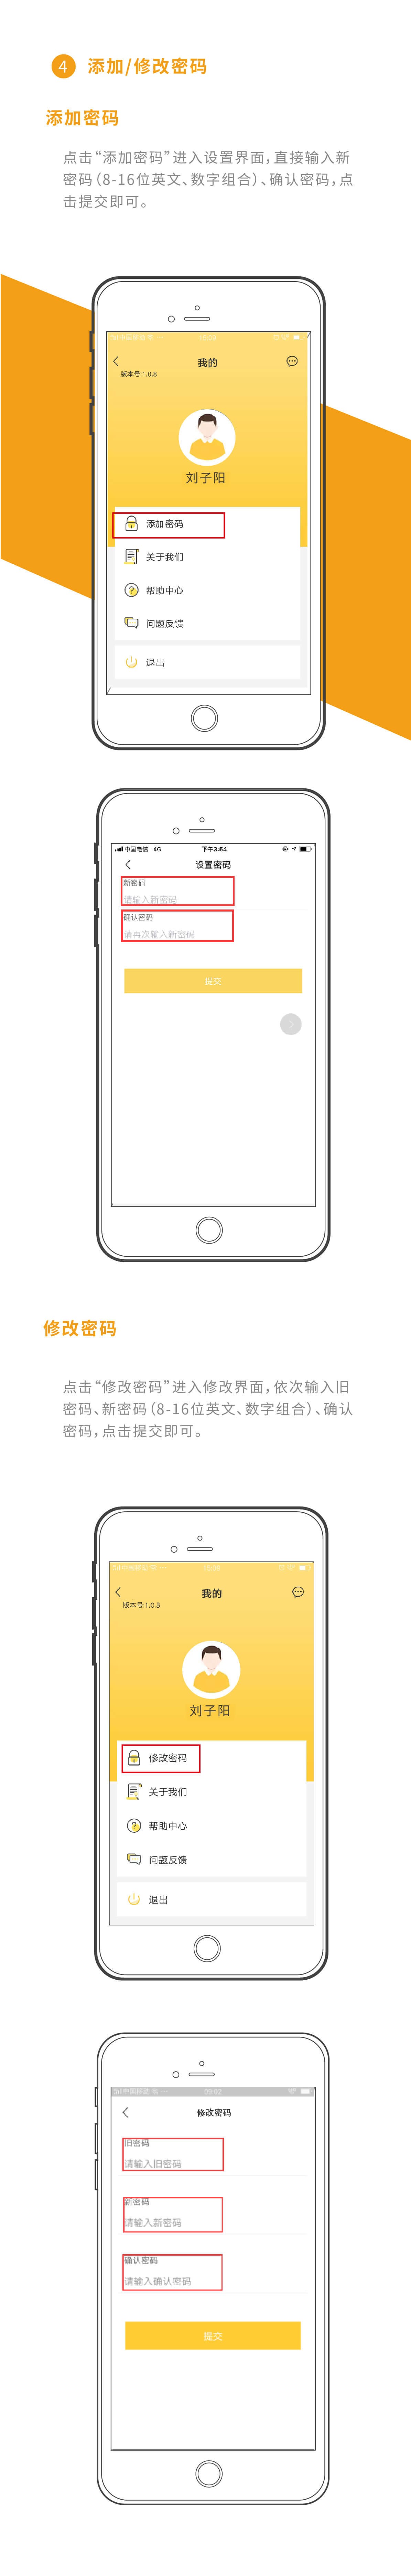 4 添加/修改密码
添加密码
点击“添加密码”进入设置界面，直接输入新
密码（8-16位英文、数字组合）、确认密码，点
击提交即可。
我的
版本号:1.0.8
刘子阳
添加密码
关于我们
帮助中心
问题反馈
退出
中国电信 4G 下午3:54
设置密码
新密码
请输入新密码
确认密码
请再次输入新密码
提交
修改密码
点击“修改密码”进入修改界面，依次输入旧
密码、新密码（8-16位英文、数字组合）、确认
密码，点击提交即可。
我的
版本号:1.0.8
刘子阳
修改密码
关于我们
帮助中心
问题反馈
退出
中国移动 09:02
修改密码
旧密码
请输入旧密码
新密码
请输入新密码
确认密码
请输入确认密码
提交